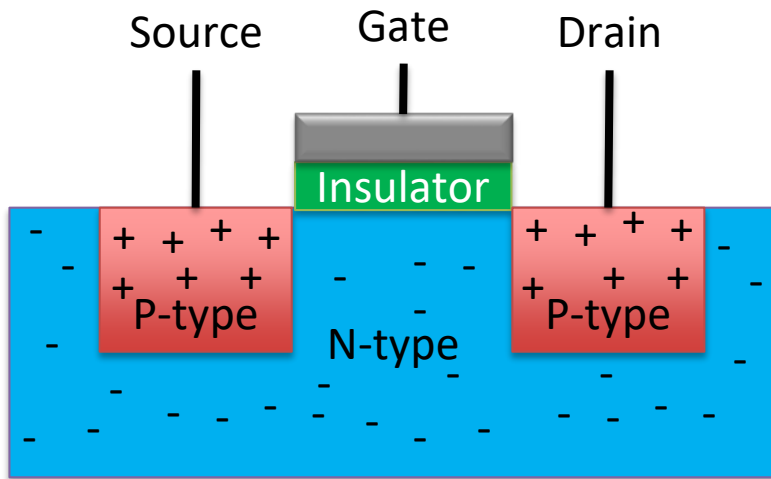 Source
Gate
Drain
Insulator
P-type
N-type
P-type